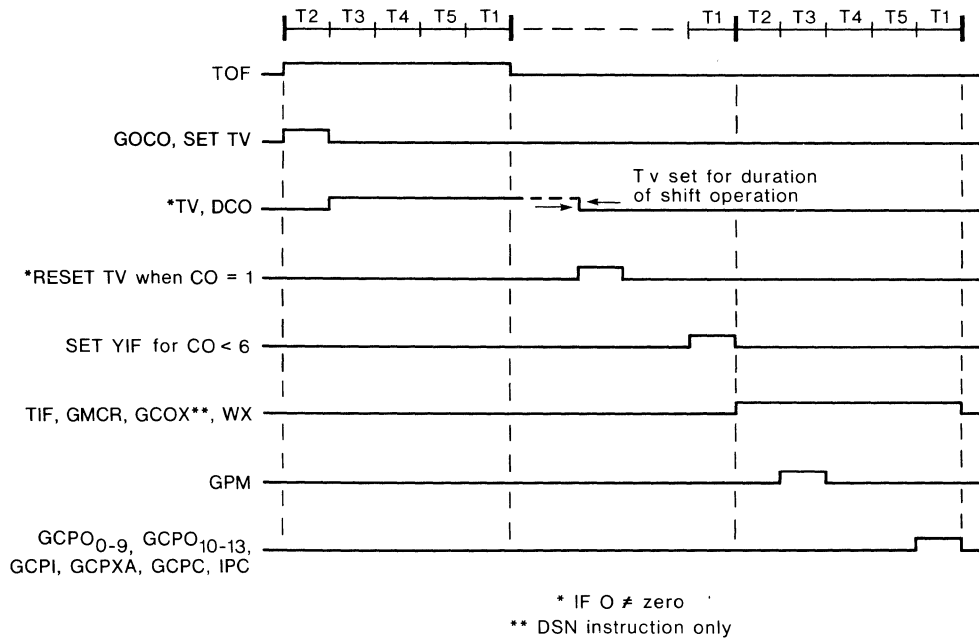 T2 T3 T4 T5 T1 T1 T2 T3 T4 T5 T1
TOF
GOCO, SET TV
Tv set for duration
of shift operation
*TV, DCO
*RESET TV when CO = 1
SET YIF for CO < 6
TIF, GMCR, GCOX**, WX
GPM
GCPO0-9, GCPO10-13,
GCPI, GCPXA, GCPC, IPC
* IF O ≠ zero
** DSN instruction only